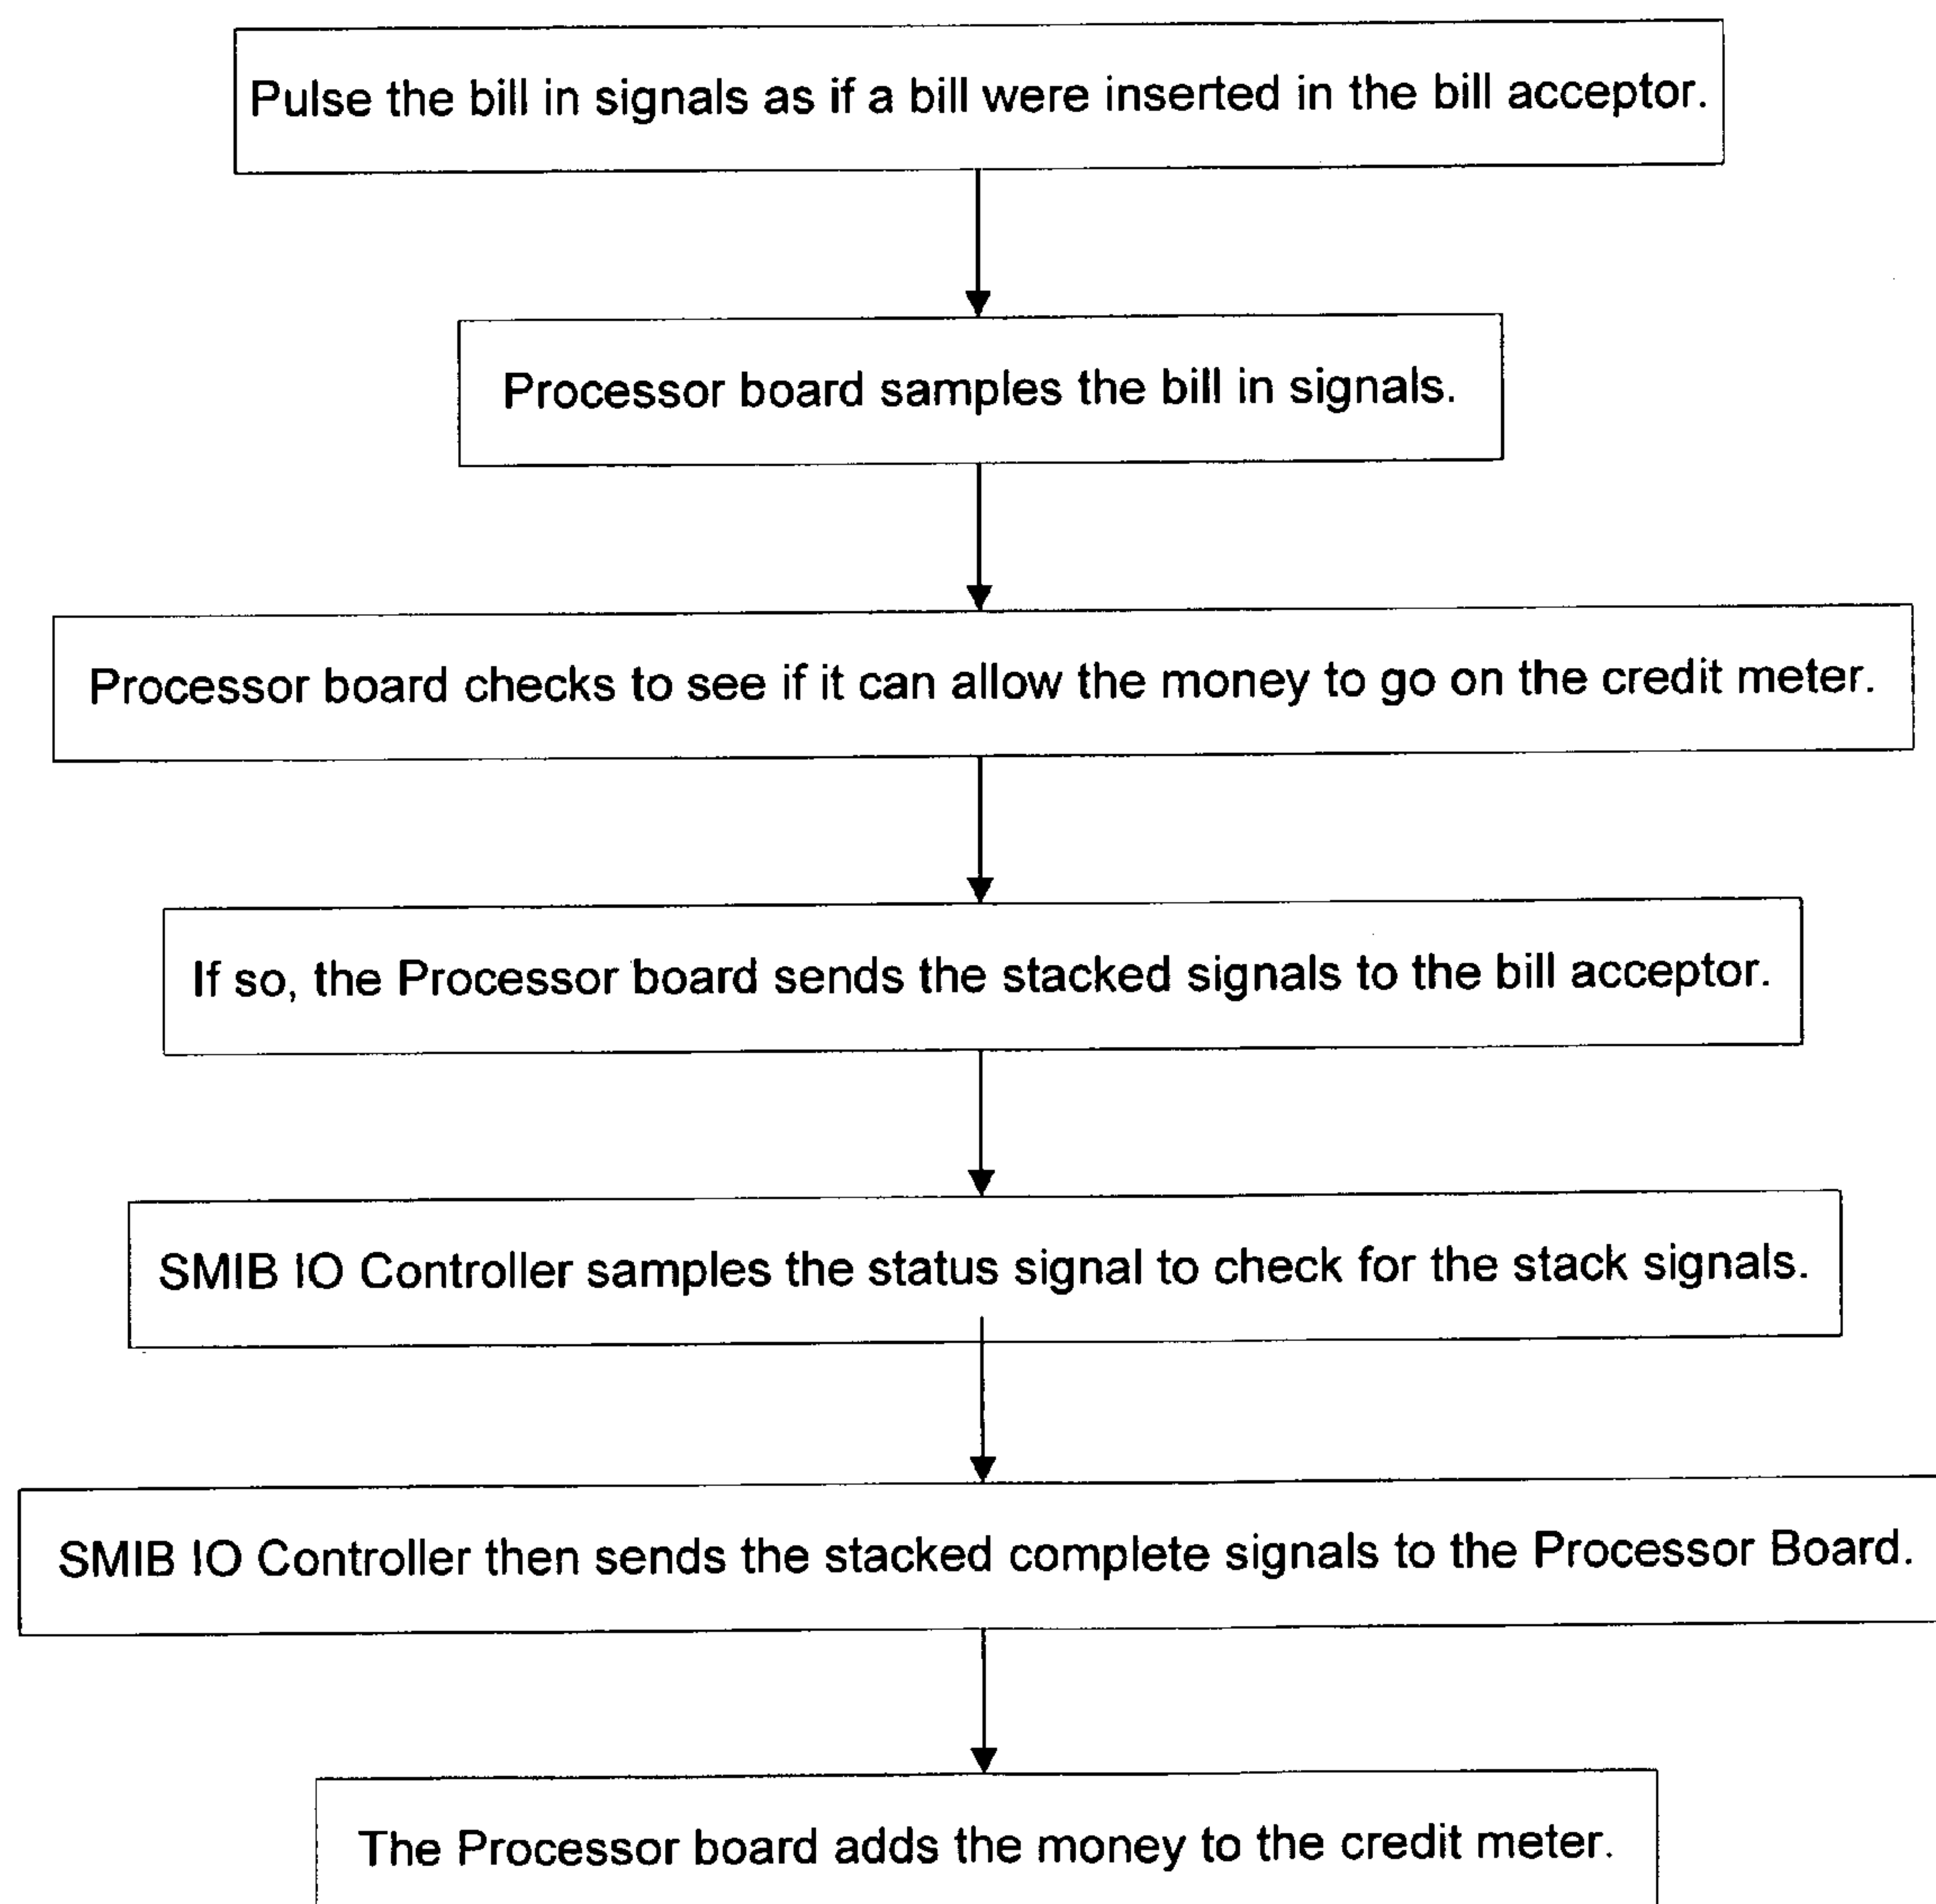 Pulse the bill in signals as if a bill were inserted in the bill acceptor.
Processor board samples the bill in signals.
Processor board checks to see if it can allow the money to go on the credit meter.
If so, the Processor board sends the stacked signals to the bill acceptor.
SMIB IO Controller samples the status signal to check for the stack signals.
SMIB IO Controller then sends the stacked complete signals to the Processor Board.
The Processor board adds the money to the credit meter.